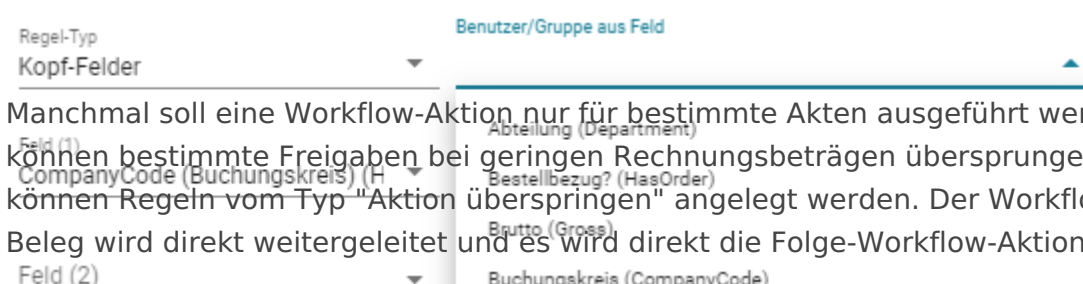 Regel-Typ
Benutzer/Gruppe aus Feld
Kopf-Felder
Manchmal soll eine Workflow-Aktion nur für bestimmte Akten ausgeführt wer
Abteilung (Department)
Feld (1)
können bestimmte Freigaben bei geringen Rechnungsbeträgen übersprunge
CompanyCode (Buchungskreis) (H
Bestellbezug? (HasOrder)
können Regeln vom Typ "Aktion überspringen" angelegt werden. Der Workflo
Brutto (Gross)
Beleg wird direkt weitergeleitet und es wird direkt die Folge-Workflow-Aktion
Feld (2)
Buchungskreis (CompanyCode)